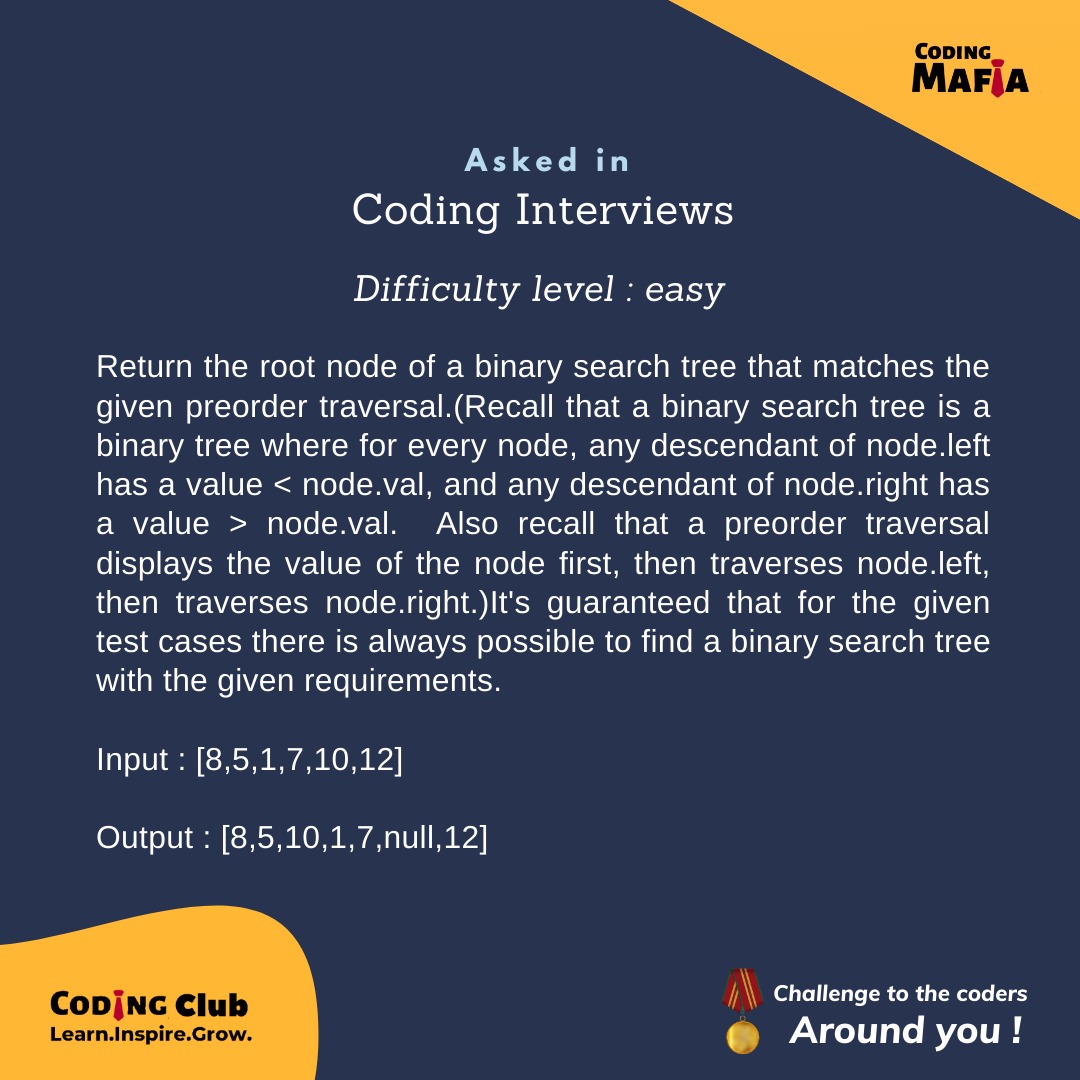 CODING
MAFIA
Asked in
Coding Interviews
Difficulty level : easy
Return the root node of a binary search tree that matches the
given preorder traversal.(Recall that a binary search tree is a
binary tree where for every node, any descendant of node.left
has a value < node.val, and any descendant of node.right has
a value > node.val.  Also recall that a preorder traversal
displays the value of the node first, then traverses node.left,
then traverses node.right.)It's guaranteed that for the given
test cases there is always possible to find a binary search tree
with the given requirements.
Input : [8,5,1,7,10,12]
Output : [8,5,10,1,7,null,12]
CODING Club
Learn.Inspire.Grow.
Challenge to the coders
Around you !